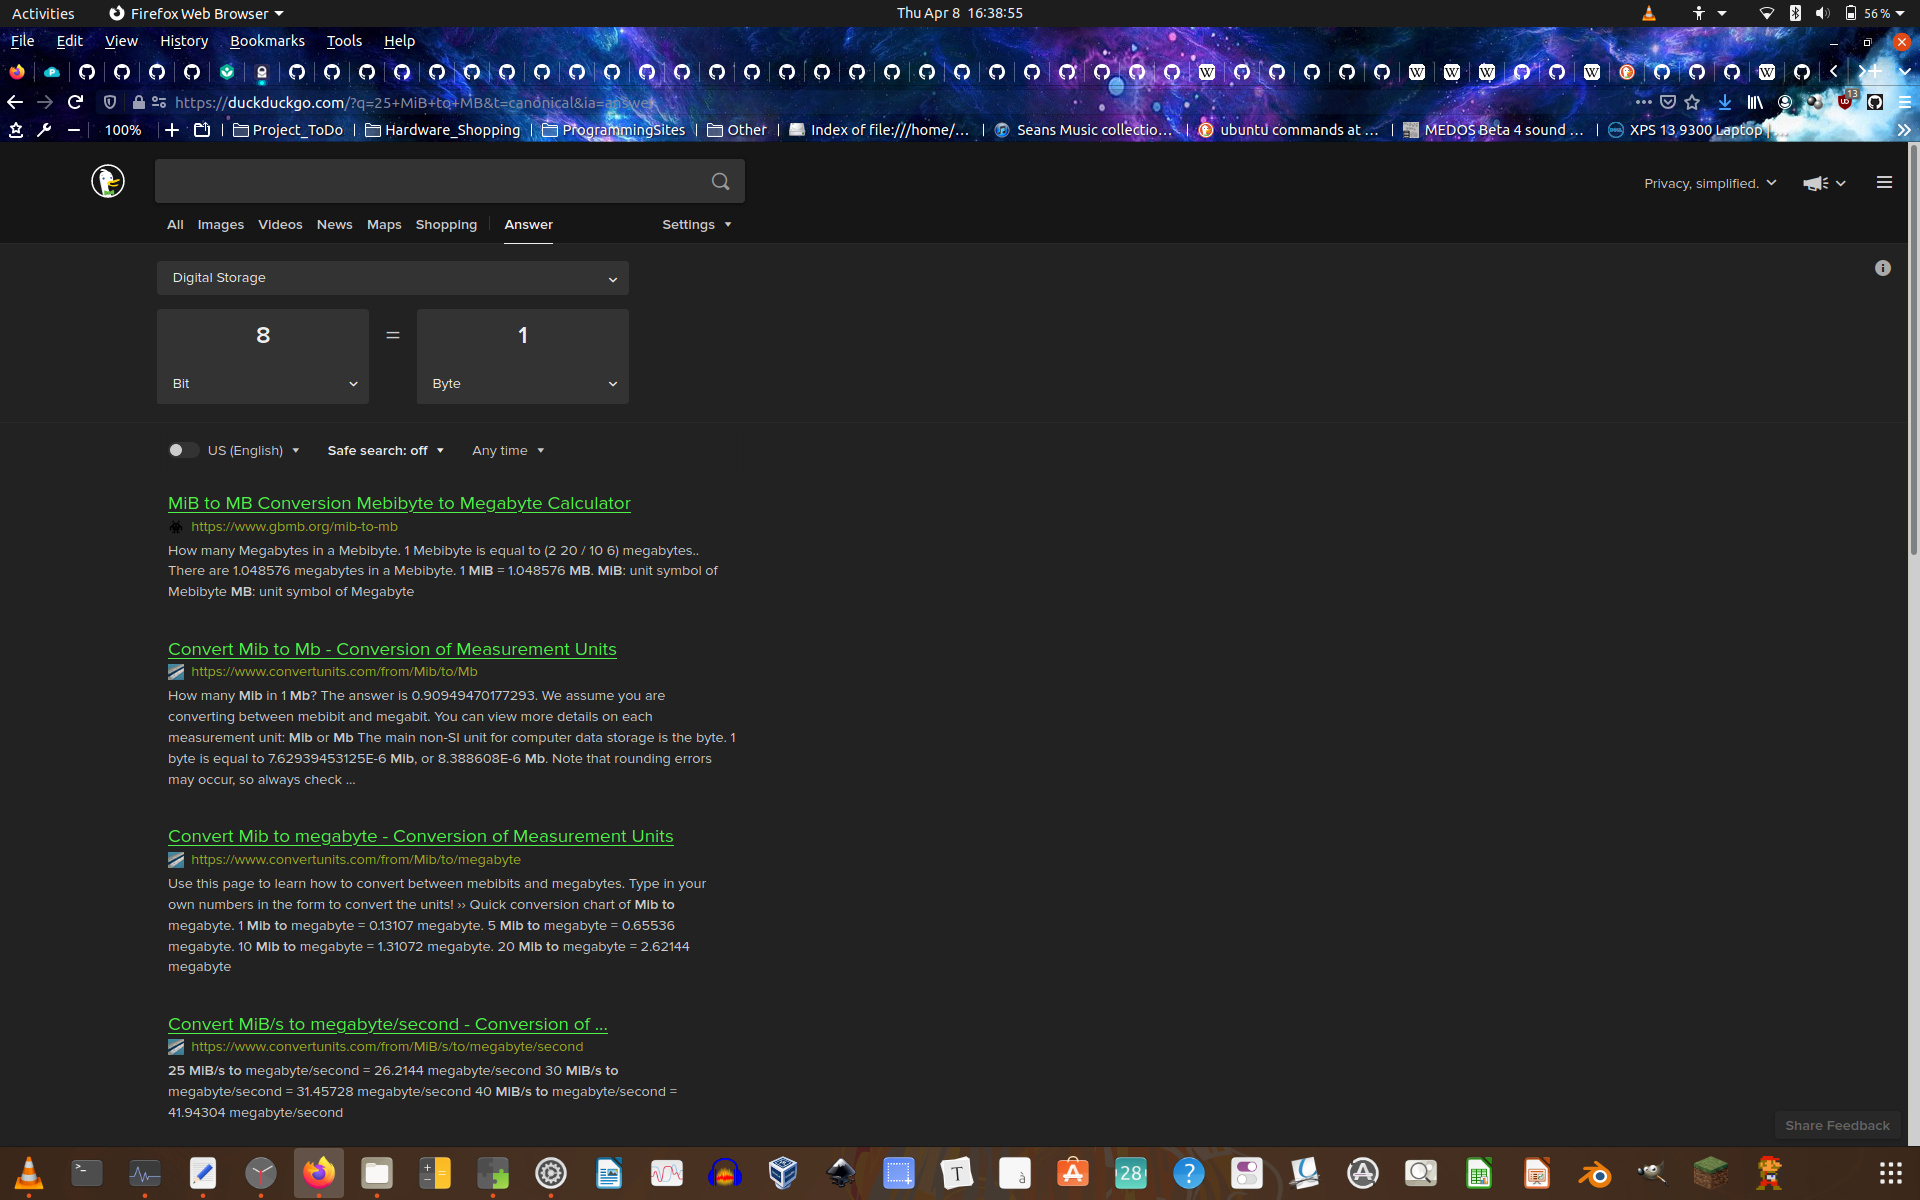 Activities
Firefox Web Browser
Thu Apr 8 16:38:55
56 %
File Edit View History Bookmarks Tools Help
https://duckduckgo.com/?q=25+MiB+to+MB&t=canonical&ia=answer
13
100%
Project_ToDo
Hardware_Shopping
ProgrammingSites
Other
Index of file:///home/...
Seans Music collectio...
ubuntu commands at ...
MEDOS Beta 4 sound ...
XPS 13 9300 Laptop | ...
Privacy, simplified.
All Images Videos News Maps Shopping Answer Settings
Digital Storage
8 = 1
Bit Byte
US (English) Safe search: off Any time
MiB to MB Conversion Mebibyte to Megabyte Calculator
https://www.gbmb.org/mib-to-mb
How many Megabytes in a Mebibyte. 1 Mebibyte is equal to (2 20 / 10 6) megabytes..
There are 1.048576 megabytes in a Mebibyte. 1 MiB = 1.048576 MB. MiB: unit symbol of
Mebibyte MB: unit symbol of Megabyte
Convert Mib to Mb - Conversion of Measurement Units
https://www.convertunits.com/from/Mib/to/Mb
How many Mib in 1 Mb? The answer is 0.90949470177293. We assume you are
converting between mebibit and megabit. You can view more details on each
measurement unit: Mib or Mb The main non-SI unit for computer data storage is the byte. 1
byte is equal to 7.62939453125E-6 Mib, or 8.388608E-6 Mb. Note that rounding errors
may occur, so always check ...
Convert Mib to megabyte - Conversion of Measurement Units
https://www.convertunits.com/from/Mib/to/megabyte
Use this page to learn how to convert between mebibits and megabytes. Type in your
own numbers in the form to convert the units! ›› Quick conversion chart of Mib to
megabyte. 1 Mib to megabyte = 0.13107 megabyte. 5 Mib to megabyte = 0.65536
megabyte. 10 Mib to megabyte = 1.31072 megabyte. 20 Mib to megabyte = 2.62144
megabyte
Convert MiB/s to megabyte/second - Conversion of ...
https://www.convertunits.com/from/MiB/s/to/megabyte/second
25 MiB/s to megabyte/second = 26.2144 megabyte/second 30 MiB/s to
megabyte/second = 31.45728 megabyte/second 40 MiB/s to megabyte/second =
41.94304 megabyte/second
Share Feedback